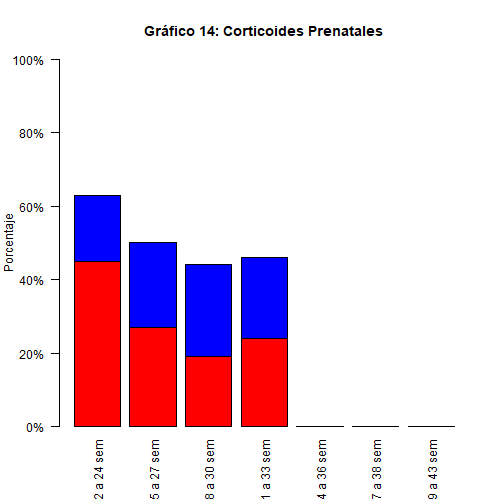 Gráfico 14: Corticoides Prenatales
100%
80%
60%
40%
20%
0%
Porcentaje
2 a 24 sem
5 a 27 sem
8 a 30 sem
1 a 33 sem
4 a 36 sem
7 a 38 sem
9 a 43 sem